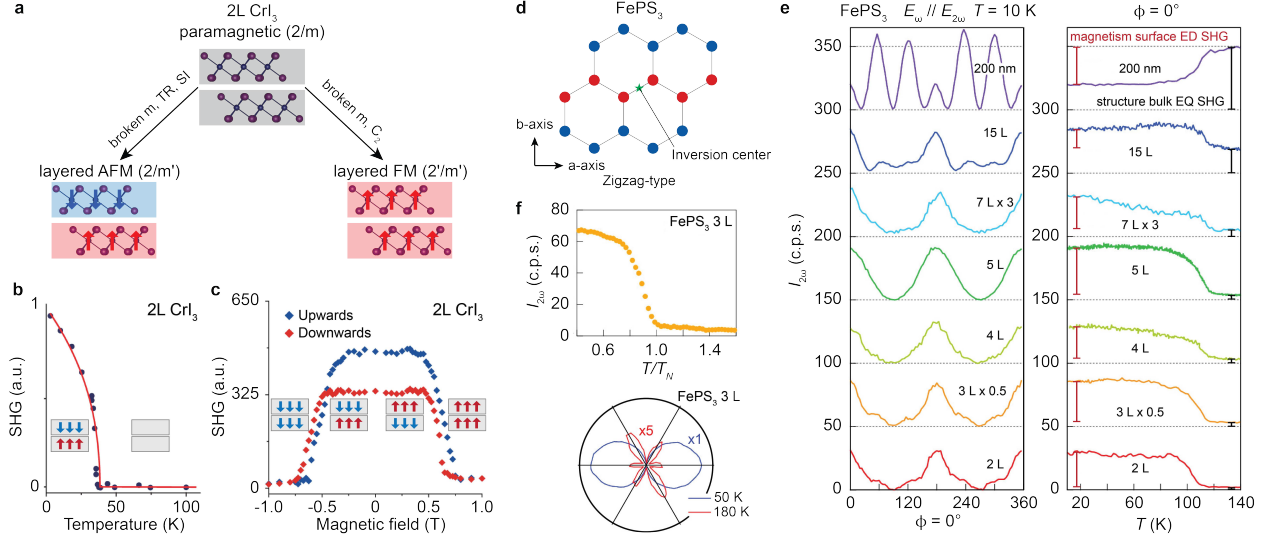 a
2L CrI3
paramagnetic (2/m)
broken m, TR, SI
broken m, C2
layered AFM (2/m')
layered FM (2'/m')
b
2L CrI3
1
0
SHG (a.u.)
0
50
100
Temperature (K)
c
2L CrI3
650
325
0
SHG (a.u.)
Upwards
Downwards
-1.0
-0.5
0
0.5
1.0
Magnetic field (T)
d
FePS3
b-axis
a-axis
Inversion center
Zigzag-type
f
FePS3 3 L
80
60
40
20
0
I2ω (c.p.s.)
0.6
1.0
1.4
T/TN
FePS3 3 L
x5
x1
50 K
180 K
e
FePS3 Eω // E2ω T = 10 K
ϕ = 0°
350
300
250
200
150
100
50
0
I2ω (c.p.s.)
200 nm
15 L
7 L x 3
5 L
4 L
3 L x 0.5
2 L
0
120
240
360
ϕ = 0°
magnetism surface ED SHG
200 nm
structure bulk EQ SHG
15 L
7 L x 3
5 L
4 L
3 L x 0.5
2 L
20
60
100
140
T (K)